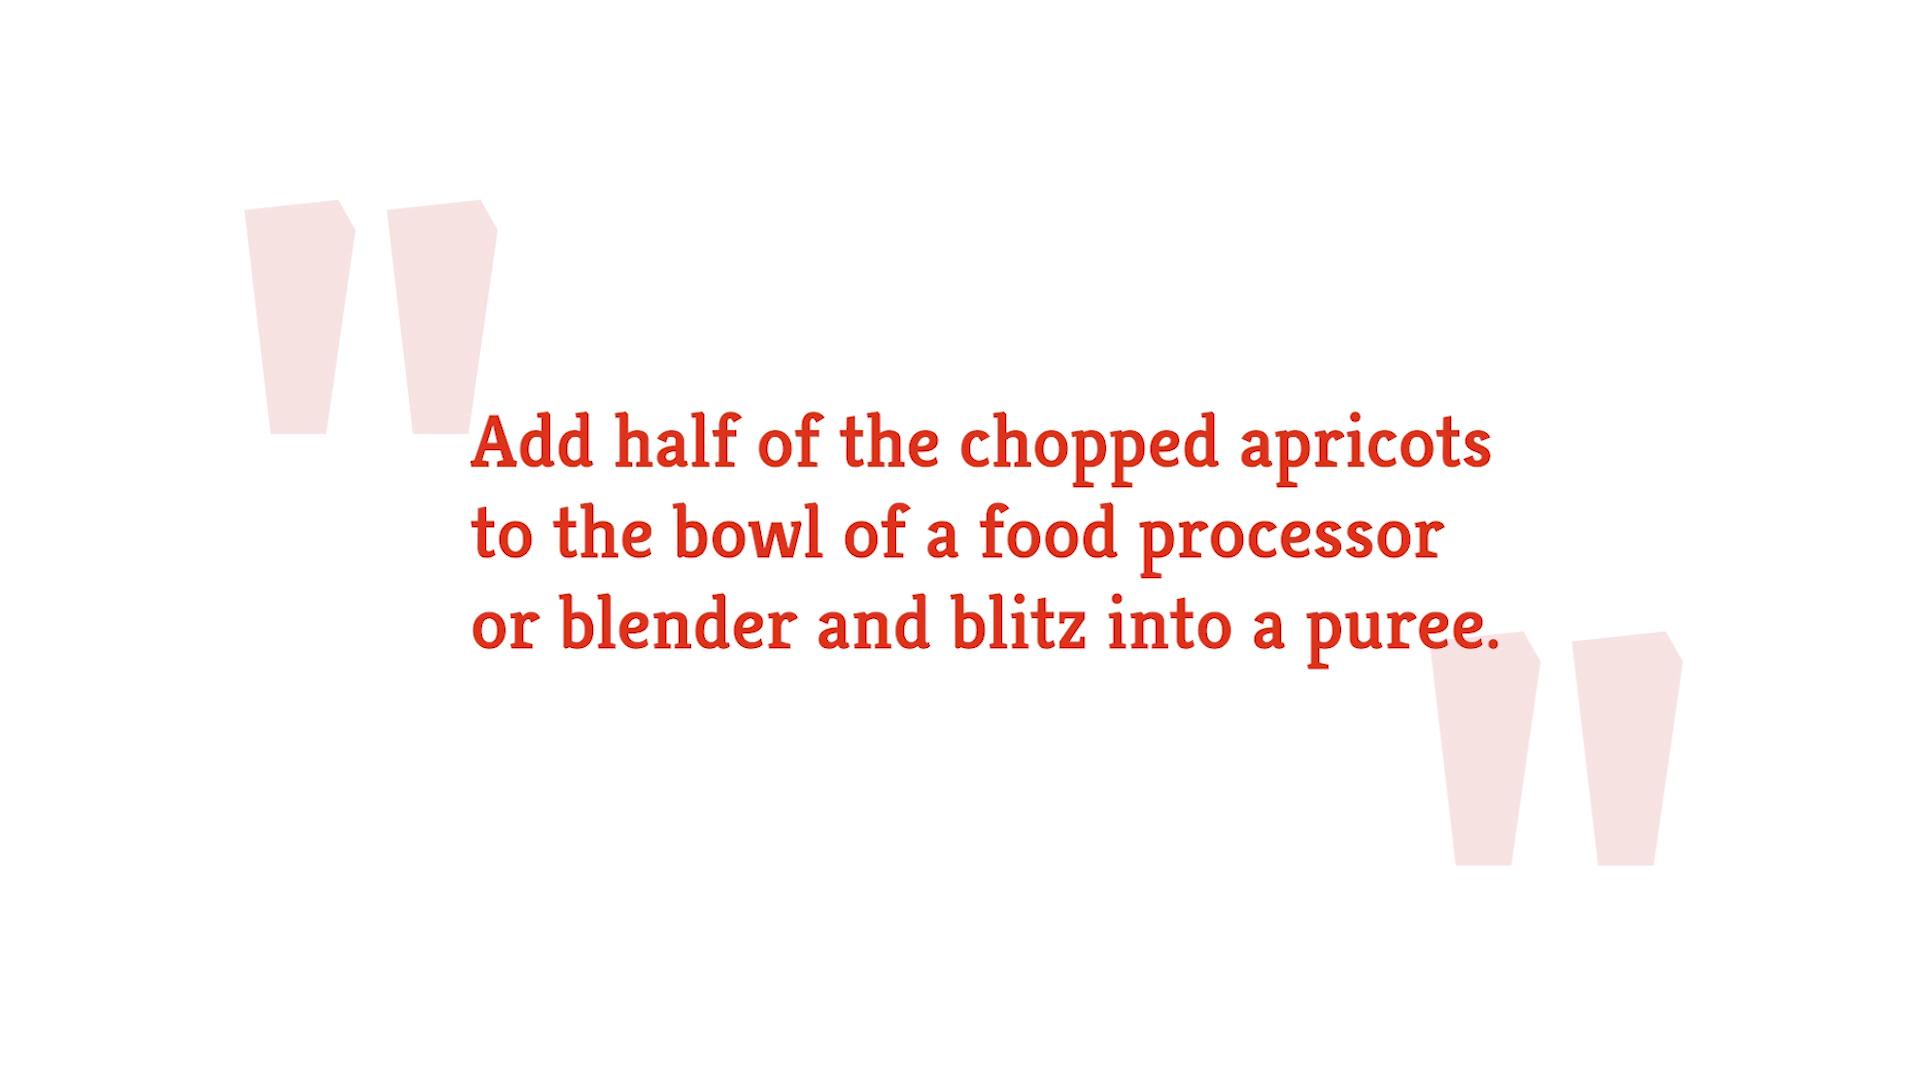 "Add half of the chopped apricots
to the bowl of a food processor
or blender and blitz into a puree."